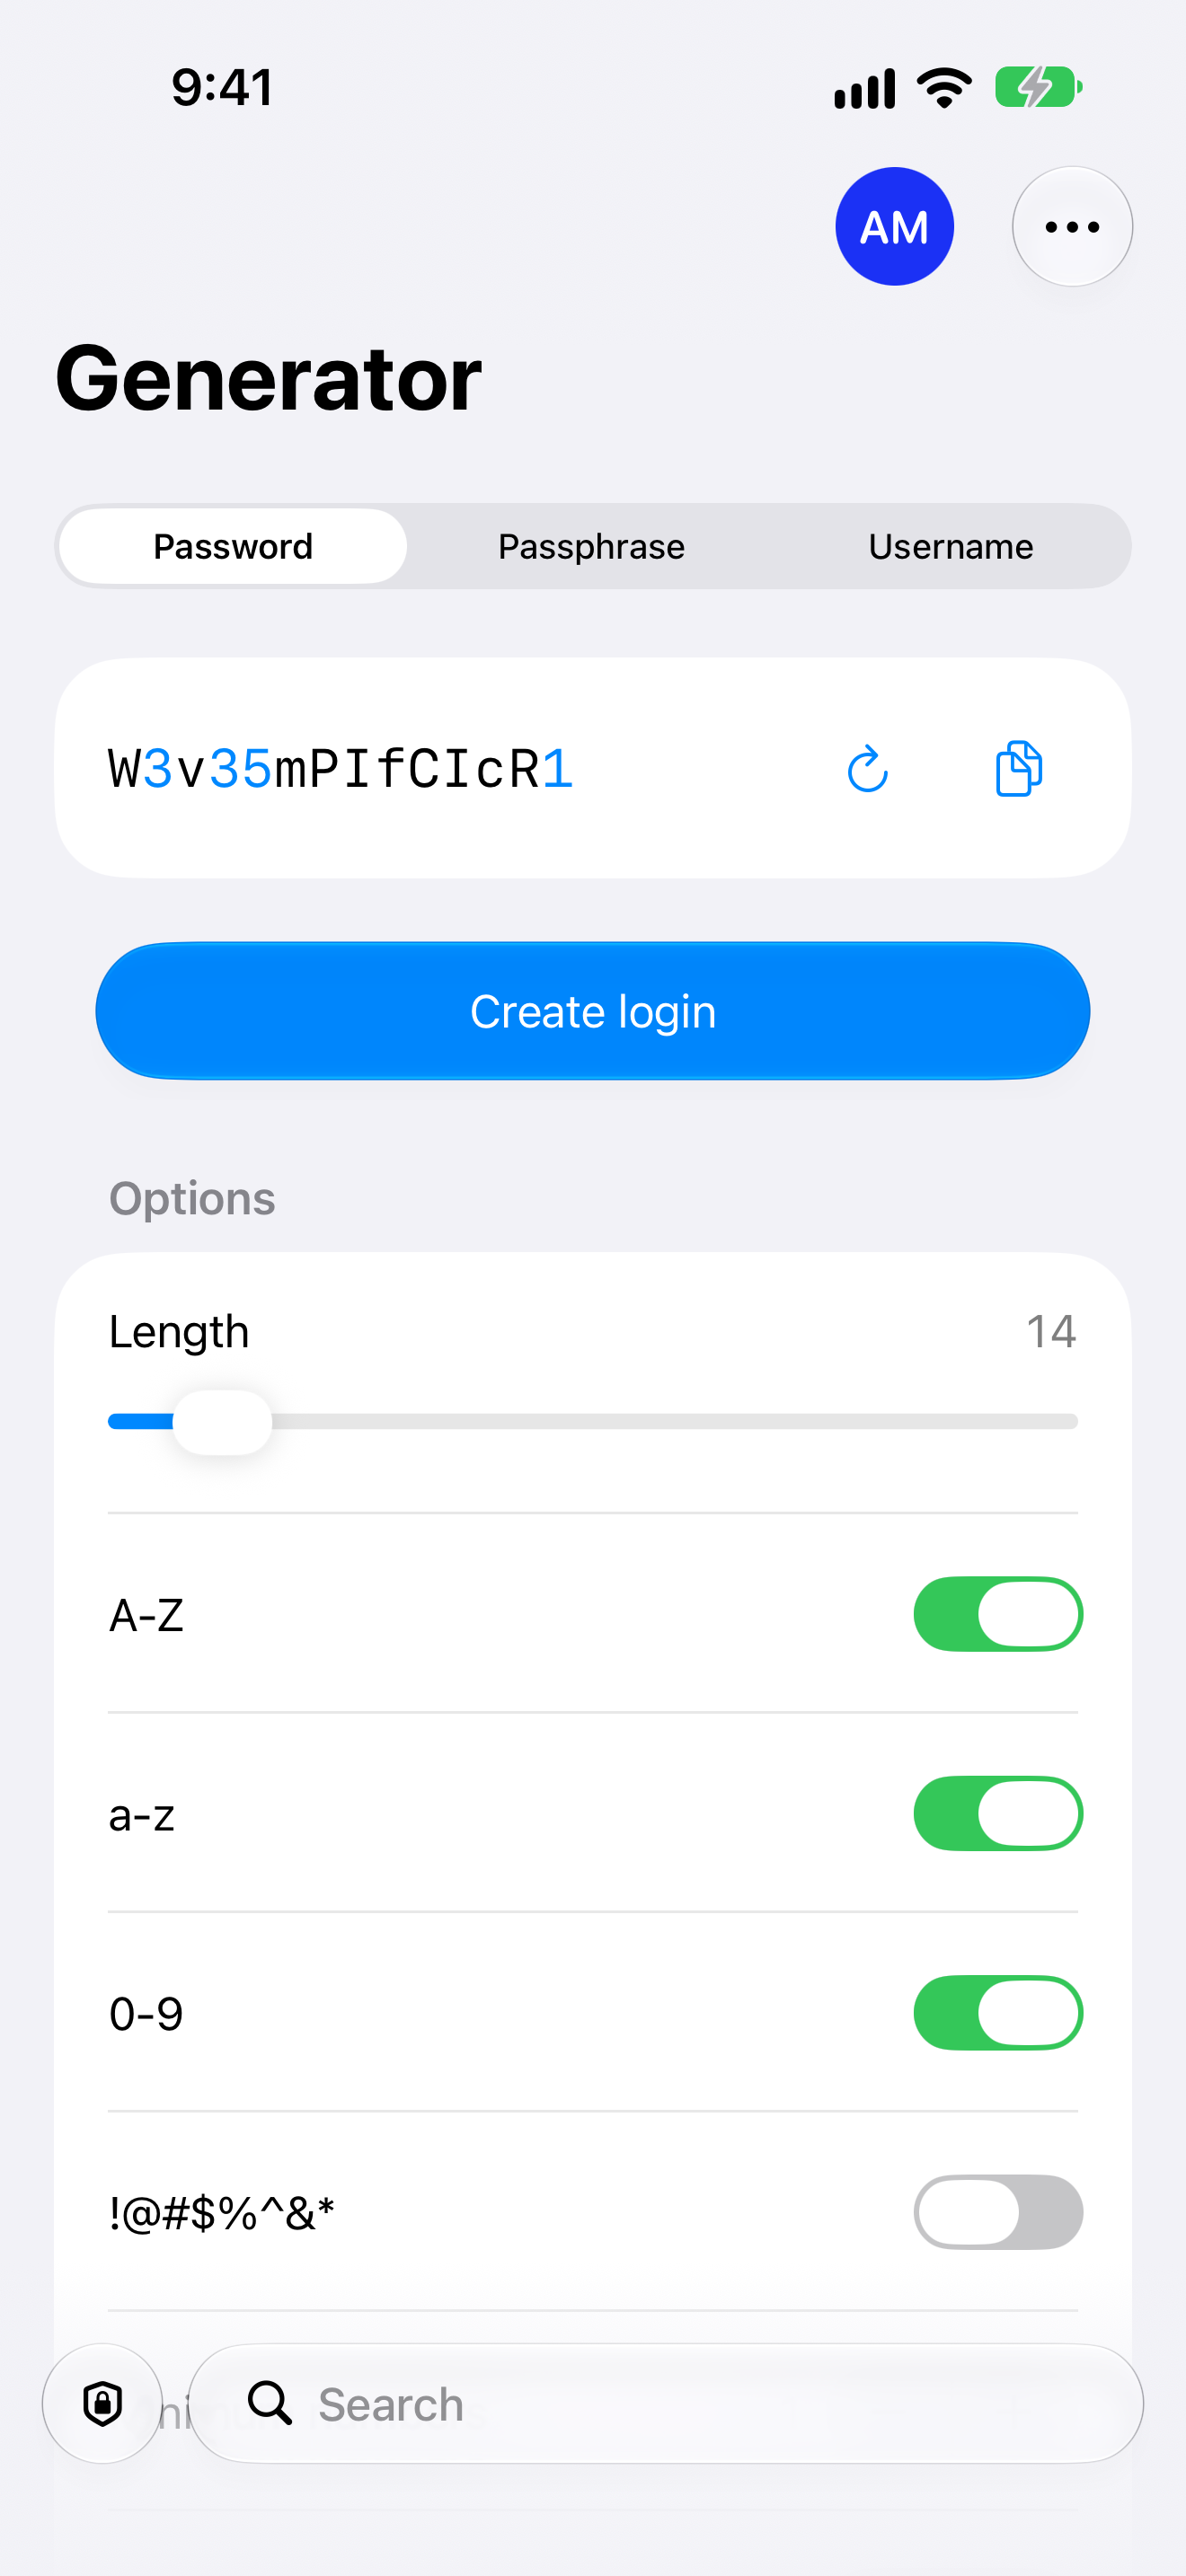 9:41
AM
Generator
Password Passphrase Username
W3v35mPIfCIcR1
Create login
Options
Length 14
A-Z
a-z
0-9
!@#$%^&*
Search